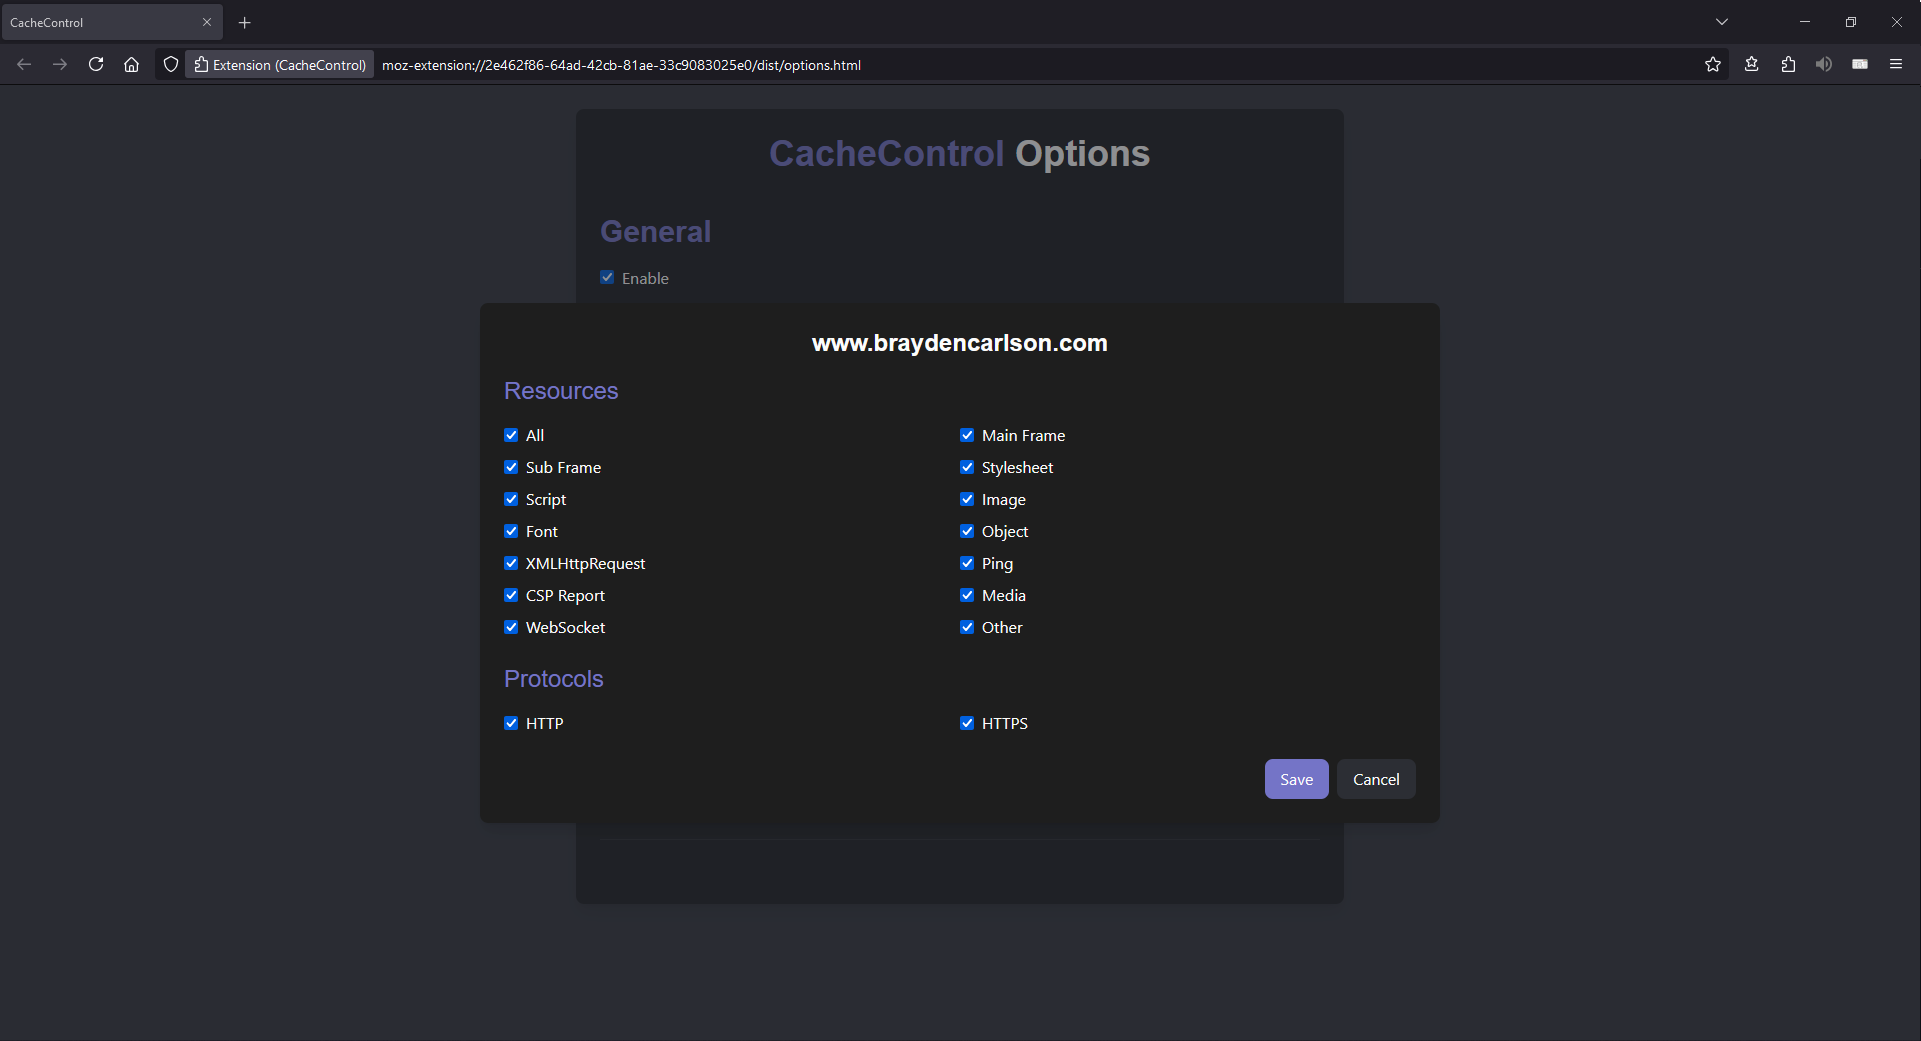 CacheControl
Extension (CacheControl) moz-extension://2e462f86-64ad-42cb-81ae-33c9083025e0/dist/options.html
CacheControl Options
General
Enable
www.braydencarlson.com
Resources
All Main Frame
Sub Frame Stylesheet
Script Image
Font Object
XMLHttpRequest Ping
CSP Report Media
WebSocket Other
Protocols
HTTP HTTPS
Save Cancel